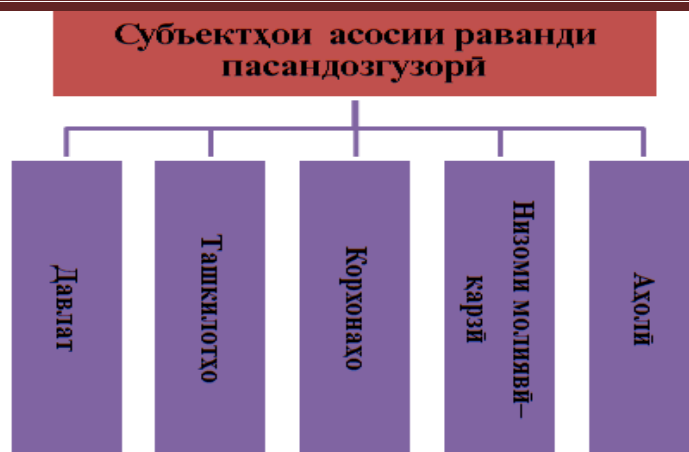 Субъектҳои асосии раванди
пасандозгузорӣ
Давлат
Ташкилотҳо
Корхонаҳо
Низоми молиявӣ–
қарзӣ
Аҳолӣ